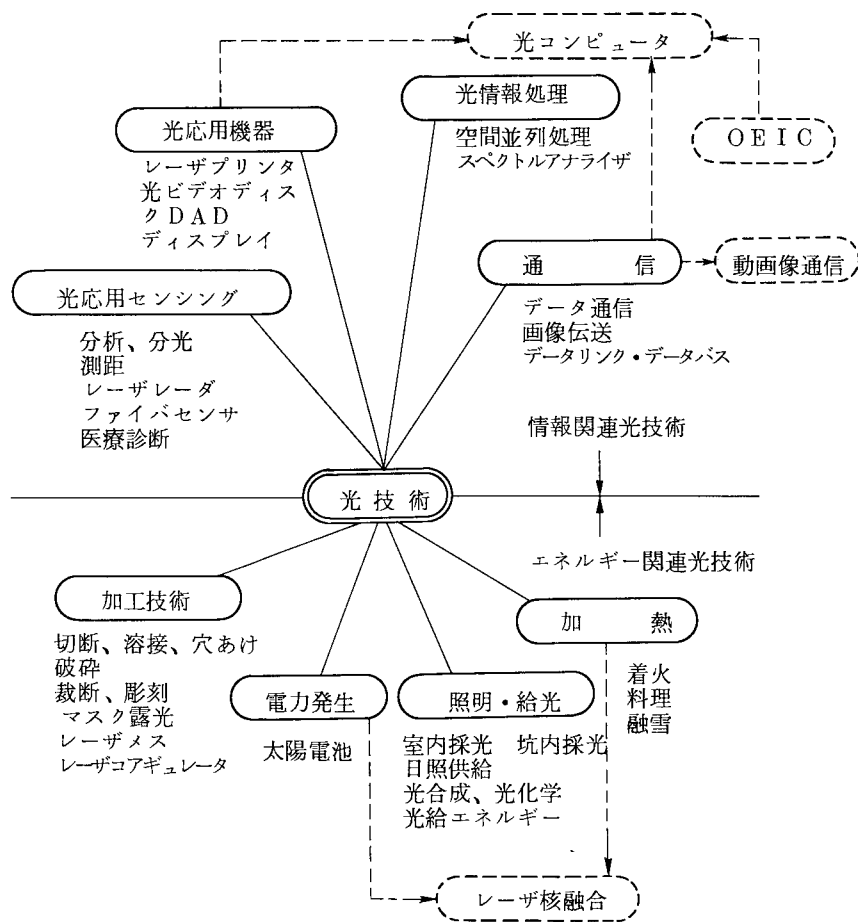 光コンピュータ
光情報処理
空間並列処理
スペクトルアナライザ
光応用機器
レーザプリンタ
光ビデオディス
クDAD
ディスプレイ
OEIC
通信
データ通信
画像伝送
データリンク・データバス
動画像通信
光応用センシング
分析、分光
測距
レーザレーダ
ファイバセンサ
医療診断
情報関連光技術
光技術
エネルギー関連光技術
加工技術
切断、溶接、穴あけ
破砕
裁断、彫刻
マスク露光
レーザメス
レーザコアギュレータ
電力発生
太陽電池
照明・給光
室内採光 坑内採光
日照供給
光合成、光化学
光給エネルギー
加熱
着火
料理
融雪
レーザ核融合